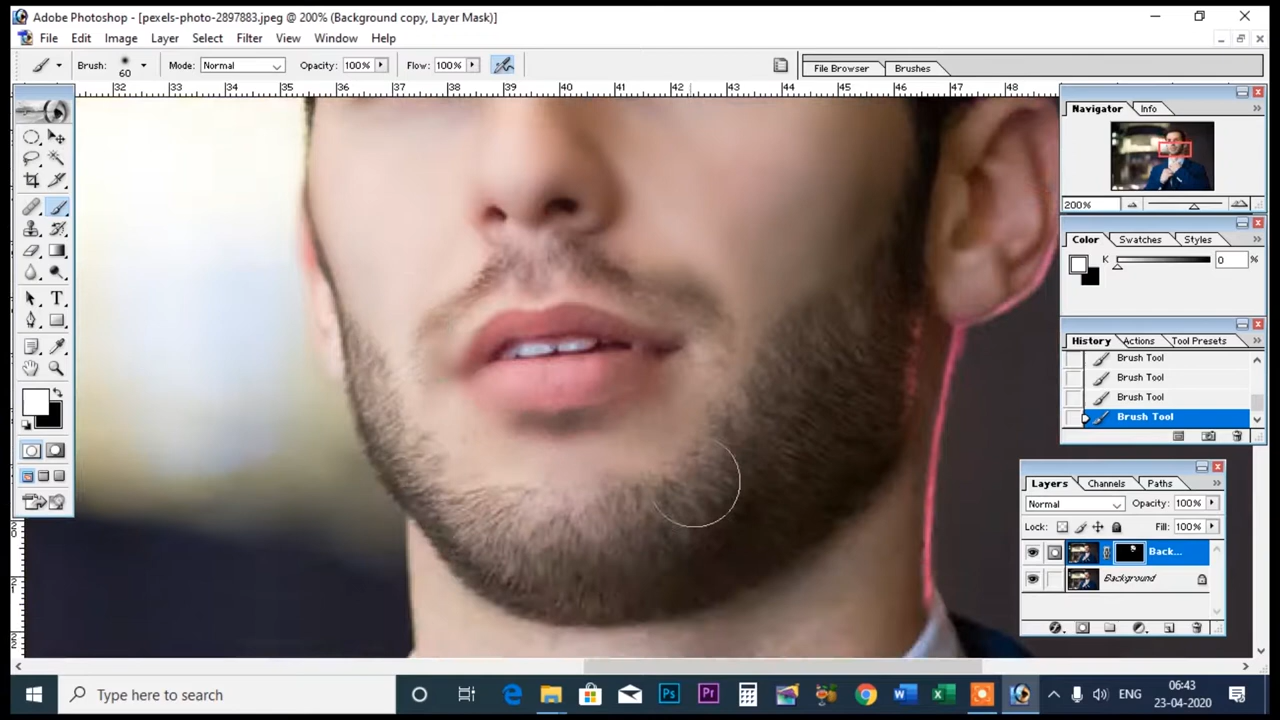 Adobe Photoshop - [pexels-photo-2897883.jpeg @ 200% (Background copy, Layer Mask)]
File Edit Image Layer Select Filter View Window Help
Brush: 60 Mode: Normal Opacity: 100% Flow: 100% File Browser Brushes
32 33 34 35 36 37 38 39 40 41 42 43 44 45 46 47 48
Navigator Info
200%
Color Swatches Styles
K 0 %
History Actions Tool Presets
Brush Tool
Brush Tool
Brush Tool
Brush Tool
Layers Channels Paths
Normal Opacity: 100%
Lock: Fill: 100%
Back...
Background
Type here to search
ENG
06:43
23-04-2020